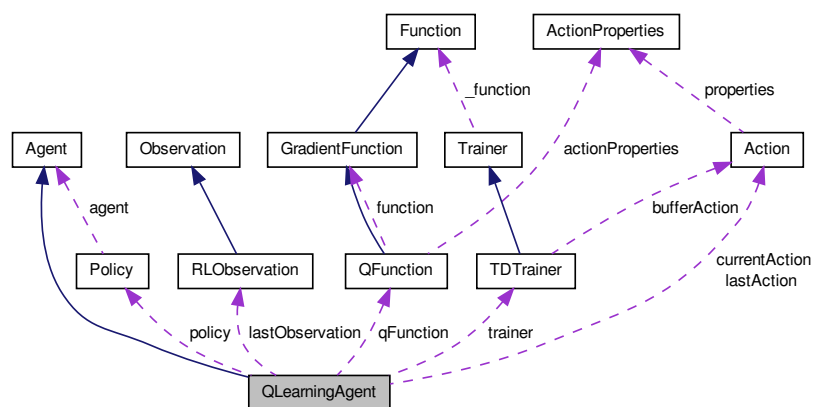 Function
ActionProperties
_function
properties
Agent
Observation
GradientFunction
Trainer
actionProperties
Action
agent
function
bufferAction
Policy
RLObservation
QFunction
TDTrainer
currentAction
lastAction
policy
lastObservation
qFunction
trainer
QLearningAgent